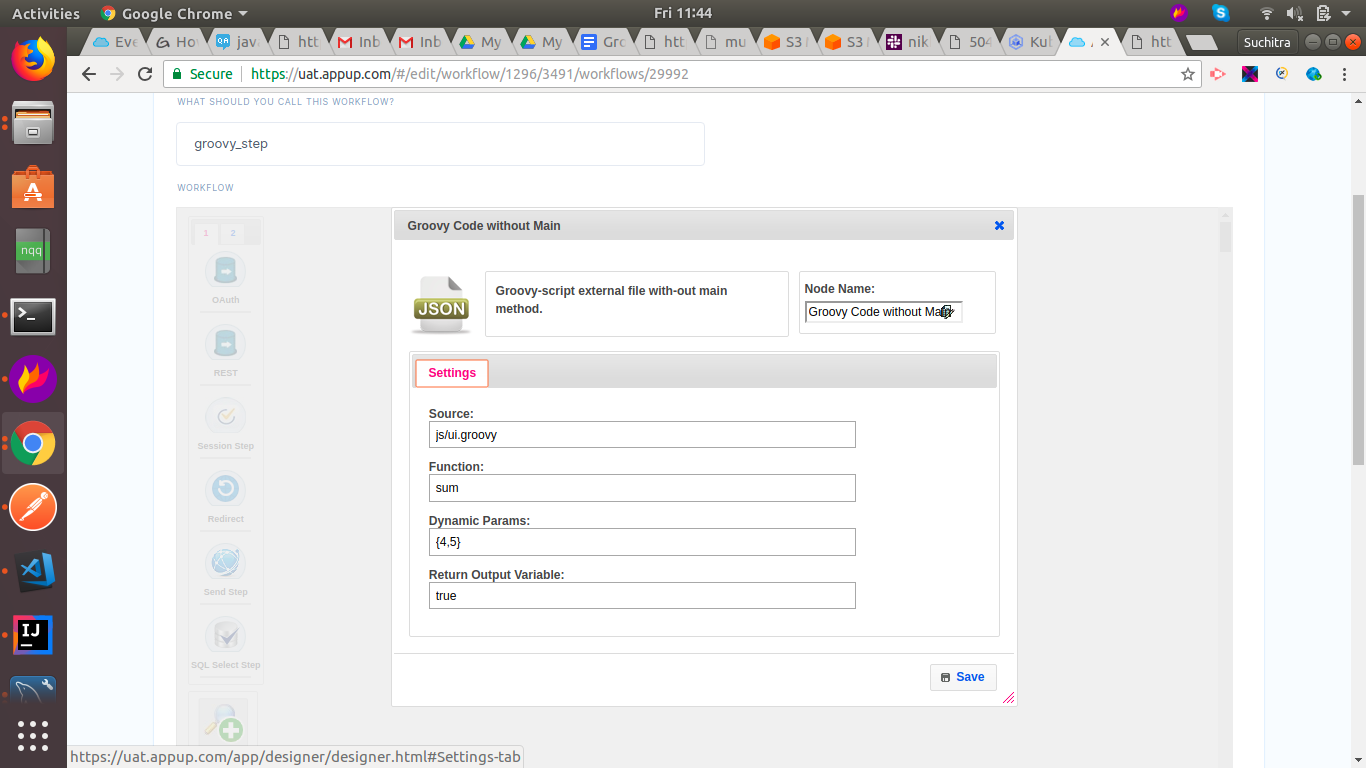 Activities Google Chrome Fri 11:44
Eve Ho QA jav htt Inb Inb My My Gro htt mu S3 S3 nik 504 Kub A htt Suchitra
Secure https://uat.appup.com/#/edit/workflow/1296/3491/workflows/29992
WHAT SHOULD YOU CALL THIS WORKFLOW?
groovy_step
WORKFLOW
1 2
OAuth
REST
Session Step
Redirect
Send Step
SQL Select Step
Groovy Code without Main
JSON
Groovy-script external file with-out main
method.
Node Name:
Groovy Code without Main
Settings
Source:
js/ui.groovy
Function:
sum
Dynamic Params:
{4,5}
Return Output Variable:
true
Save
nqq
IJ
https://uat.appup.com/app/designer/designer.html#Settings-tab